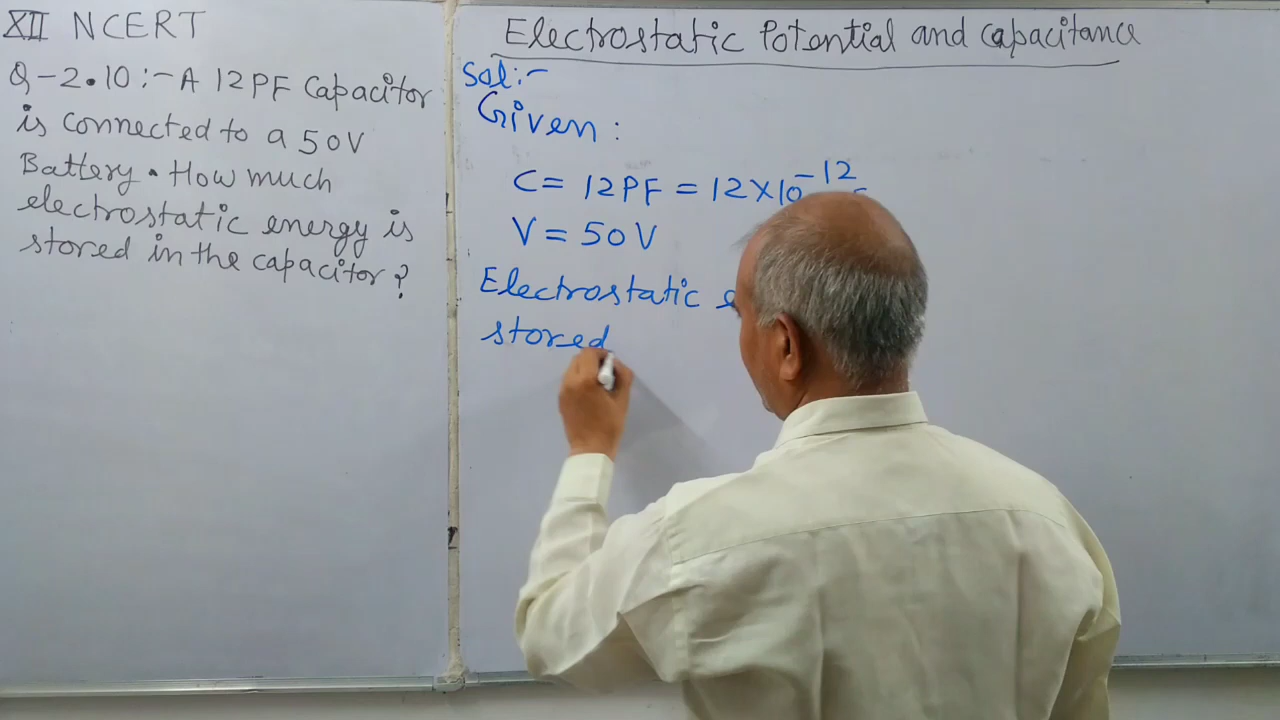 XII NCERT
Q-2.10:- A 12PF Capacitor
is connected to a 50V
Battery. How much
electrostatic energy is
stored in the capacitor?
Electrostatic Potential and Capacitance
Sol:-
Given:
C = 12PF = 12×10⁻¹²
V = 50V
Electrostatic
stored